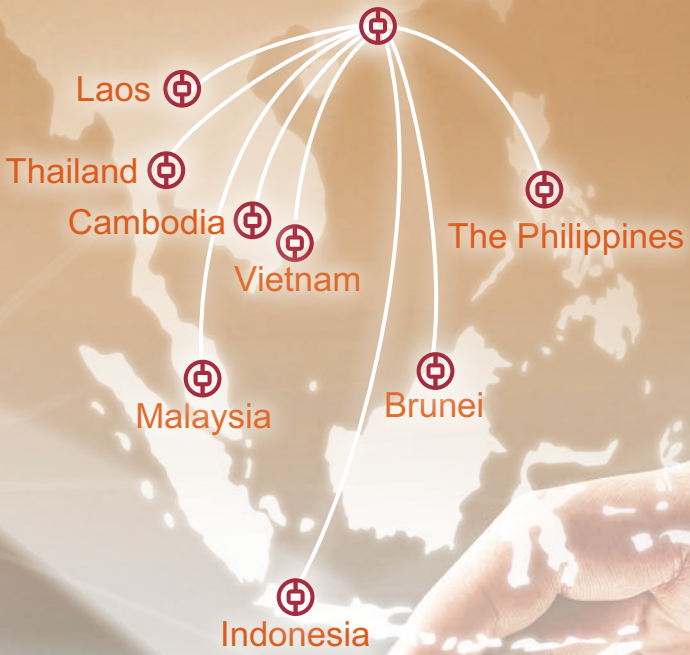 Laos
Thailand
Cambodia
The Philippines
Vietnam
Malaysia
Brunei
Indonesia